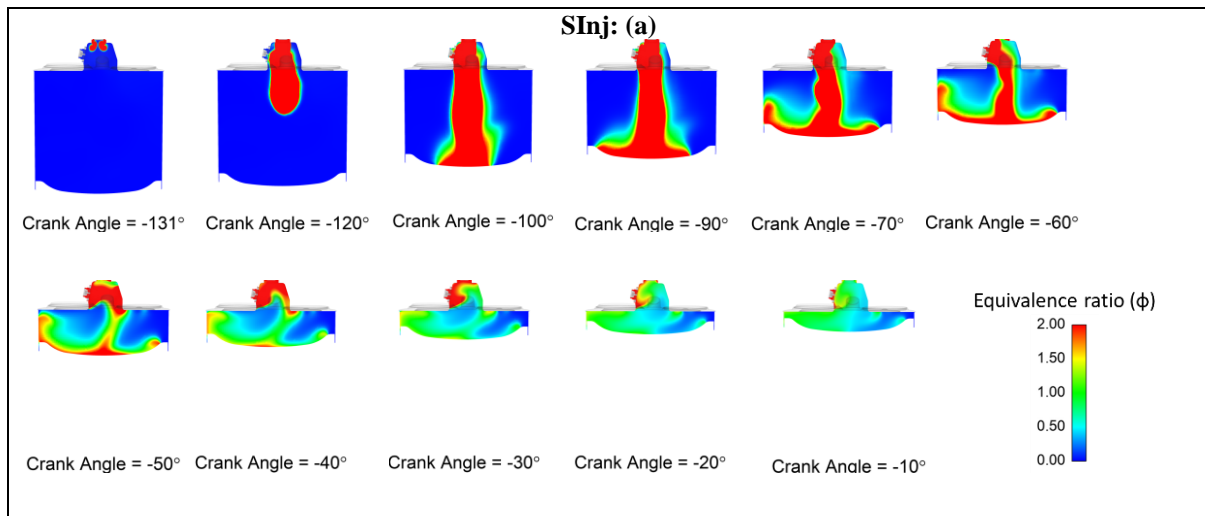 SInj: (a)
Crank Angle = -131°
Crank Angle = -120°
Crank Angle = -100°
Crank Angle = -90°
Crank Angle = -70°
Crank Angle = -60°
Equivalence ratio (ϕ)
2.00
1.50
1.00
0.50
0.00
Crank Angle = -50°
Crank Angle = -40°
Crank Angle = -30°
Crank Angle = -20°
Crank Angle = -10°